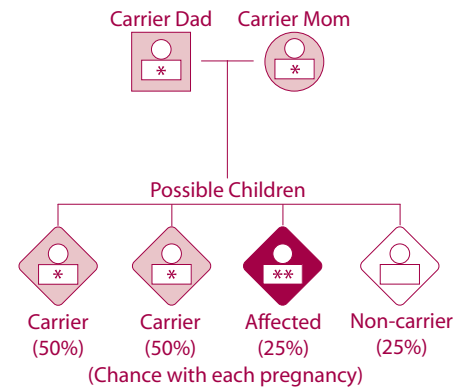 Carrier Dad Carrier Mom
* *
Possible Children
* * **
Carrier Carrier Affected Non-carrier
(50%) (50%) (25%) (25%)
(Chance with each pregnancy)